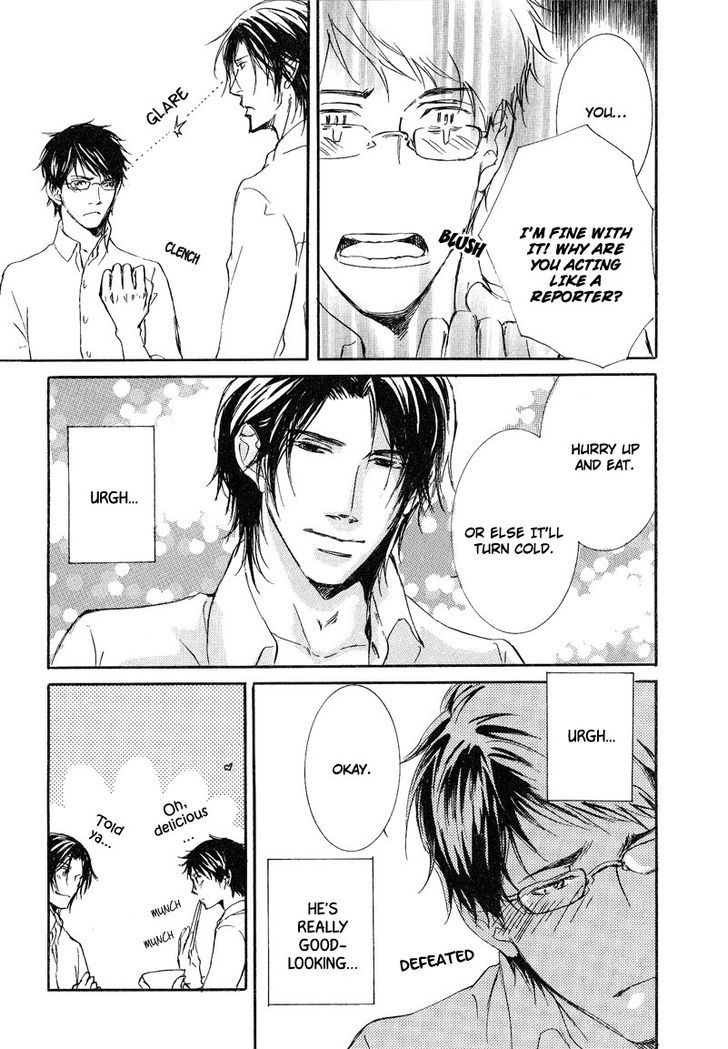 YOU...
I'M FINE WITH
IT! WHY ARE
YOU ACTING
LIKE A
REPORTER?
BLUSH
GLARE
CLENCH
HURRY UP
AND EAT.
OR ELSE IT'LL
TURN COLD.
URGH...
URGH...
OKAY.
HE'S
REALLY
GOOD-
LOOKING...
DEFEATED
Oh,
delicious
...
Told
ya...
MUNCH
MUNCH